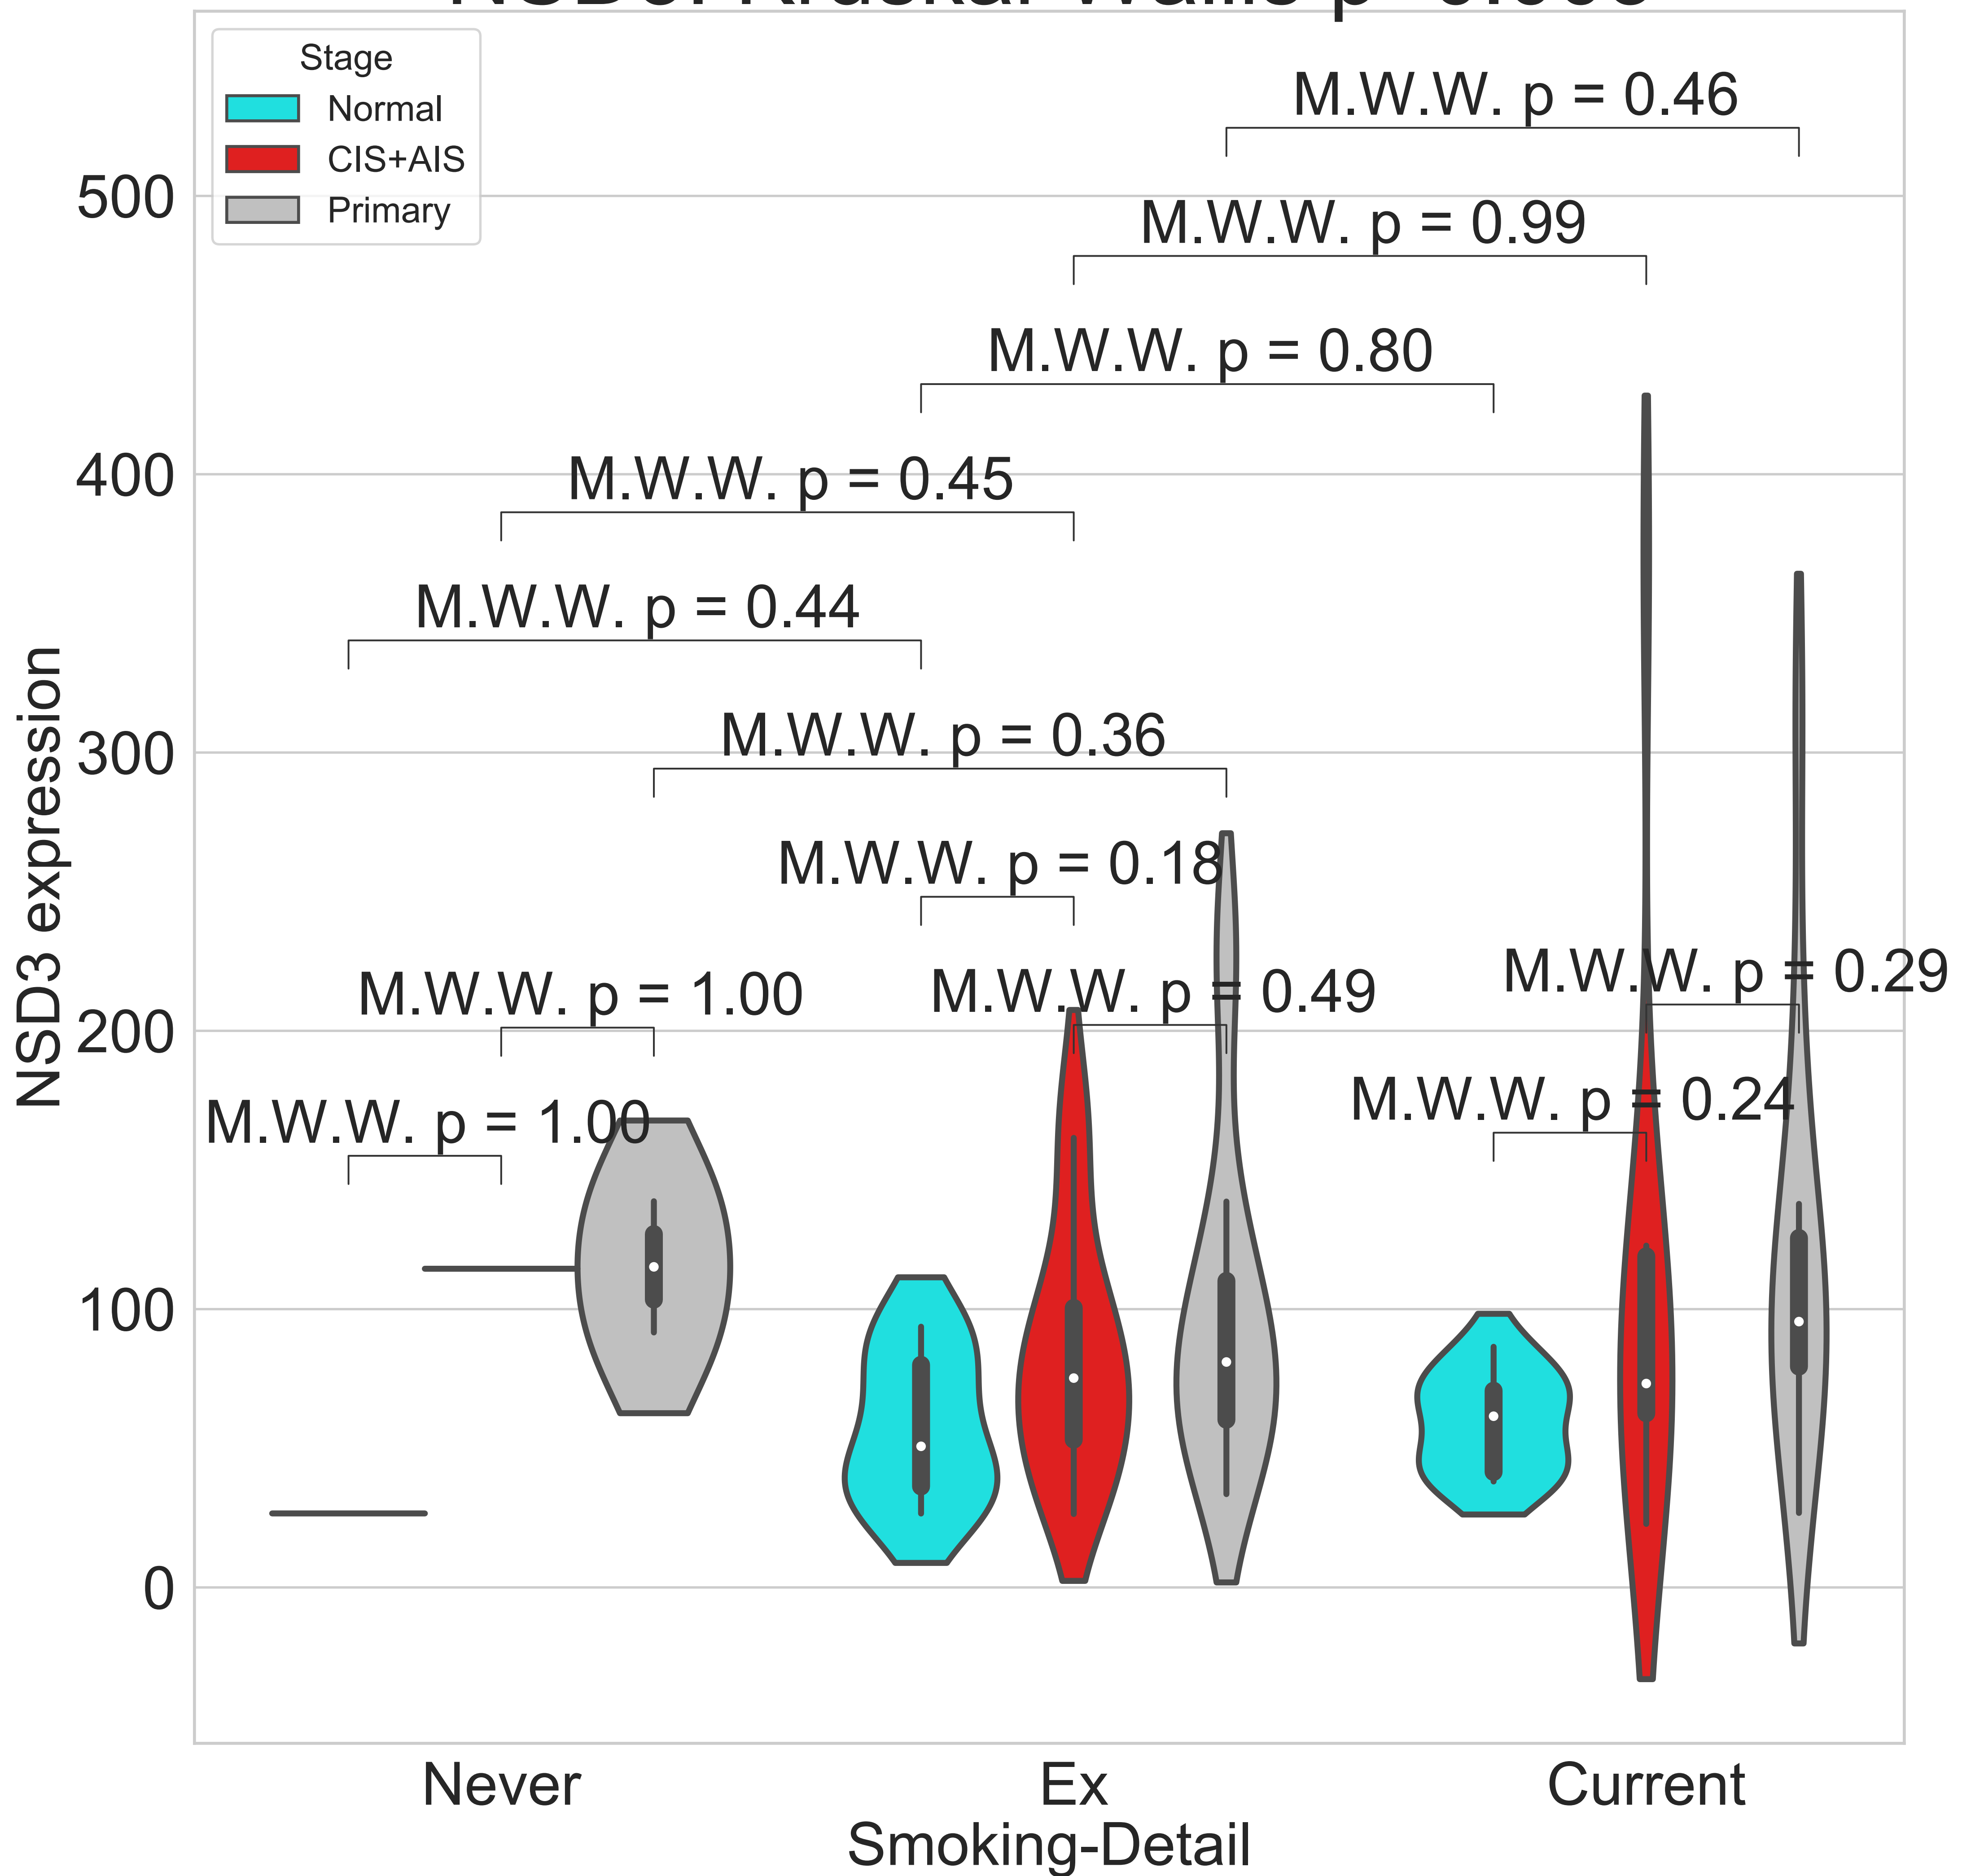 Stage
Normal
CIS+AIS
Primary
M.W.W. p = 0.46
M.W.W. p = 0.99
M.W.W. p = 0.80
M.W.W. p = 0.45
M.W.W. p = 0.44
M.W.W. p = 0.36
M.W.W. p = 0.18
M.W.W. p = 0.29
M.W.W. p = 1.00
M.W.W. p = 0.49
M.W.W. p = 1.00
M.W.W. p = 0.24
500
400
300
200
100
0
NSD3 expression
Never
Ex
Current
Smoking-Detail